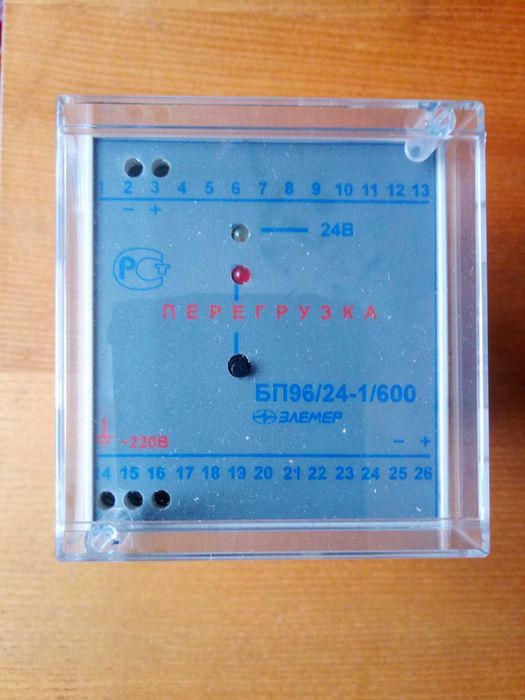 1 2 3 4 5 6 7 8 9 10 11 12 13
− +
24В
РСТ
ПЕРЕГРУЗКА
БП96/24-1/600
ЭЛЕМЕР
~220В
− +
14 15 16 17 18 19 20 21 22 23 24 25 26